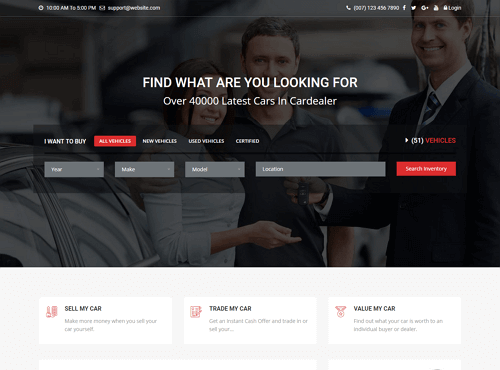 10:00 AM To 5:00 PM support@website.com (007) 123 456 7890 Login
FIND WHAT ARE YOU LOOKING FOR
Over 40000 Latest Cars In Cardealer
I WANT TO BUY ALL VEHICLES NEW VEHICLES USED VEHICLES CERTIFIED (51) VEHICLES
Year Make Model Location Search Inventory
SELL MY CAR
Make more money when you sell your
car yourself.
TRADE MY CAR
Get an Instant Cash Offer and trade in or
sell your...
VALUE MY CAR
Find out what your car is worth to an
individual buyer or dealer.